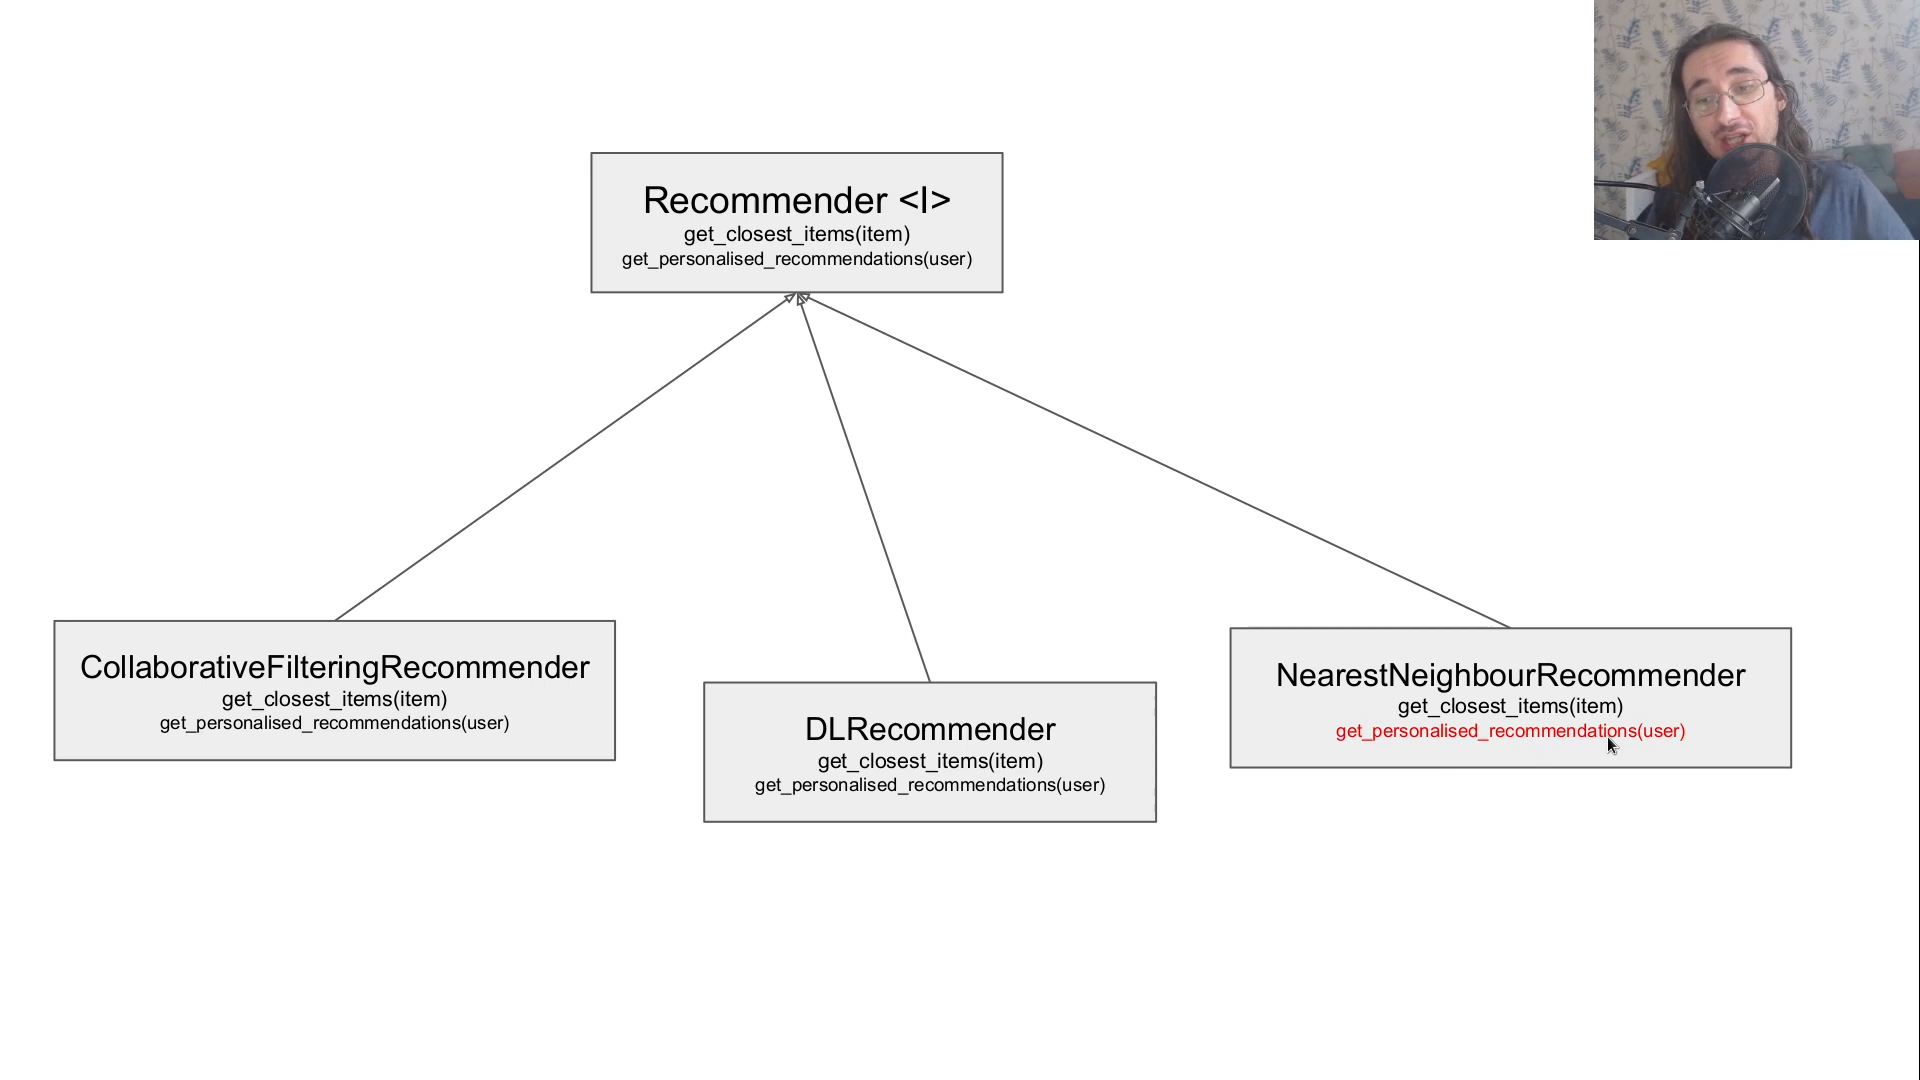 Recommender <I>
get_closest_items(item)
get_personalised_recommendations(user)
CollaborativeFilteringRecommender
get_closest_items(item)
get_personalised_recommendations(user)
DLRecommender
get_closest_items(item)
get_personalised_recommendations(user)
NearestNeighbourRecommender
get_closest_items(item)
get_personalised_recommendations(user)